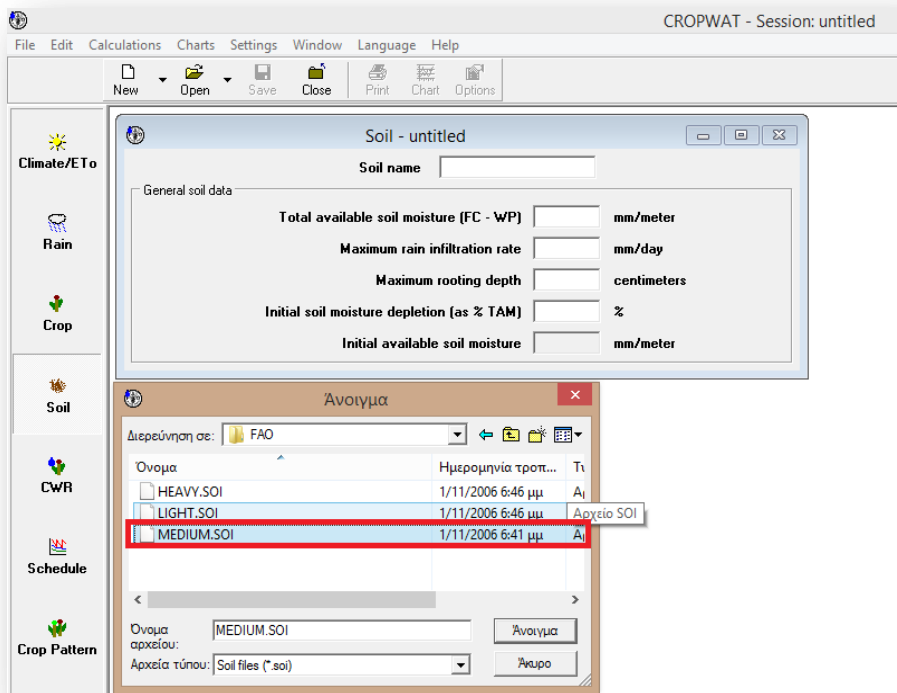 CROPWAT - Session: untitled
File Edit Calculations Charts Settings Window Language Help
New Open Save Close Print Chart Options
Climate/ETo
Rain
Crop
Soil
CWR
Schedule
Crop Pattern
Soil - untitled
Soil name
General soil data
Total available soil moisture (FC - WP) mm/meter
Maximum rain infiltration rate mm/day
Maximum rooting depth centimeters
Initial soil moisture depletion (as % TAM) %
Initial available soil moisture mm/meter
Άνοιγμα
Διερεύνηση σε: FAO
Όνομα Ημερομηνία τροπ... Τι
HEAVY.SOI 1/11/2006 6:46 μμ
LIGHT.SOI 1/11/2006 6:46 μμ Αρχείο SOI
MEDIUM.SOI 1/11/2006 6:41 μμ
Όνομα αρχείου: MEDIUM.SOI Άνοιγμα
Αρχεία τύπου: Soil files (*.soi) Άκυρο